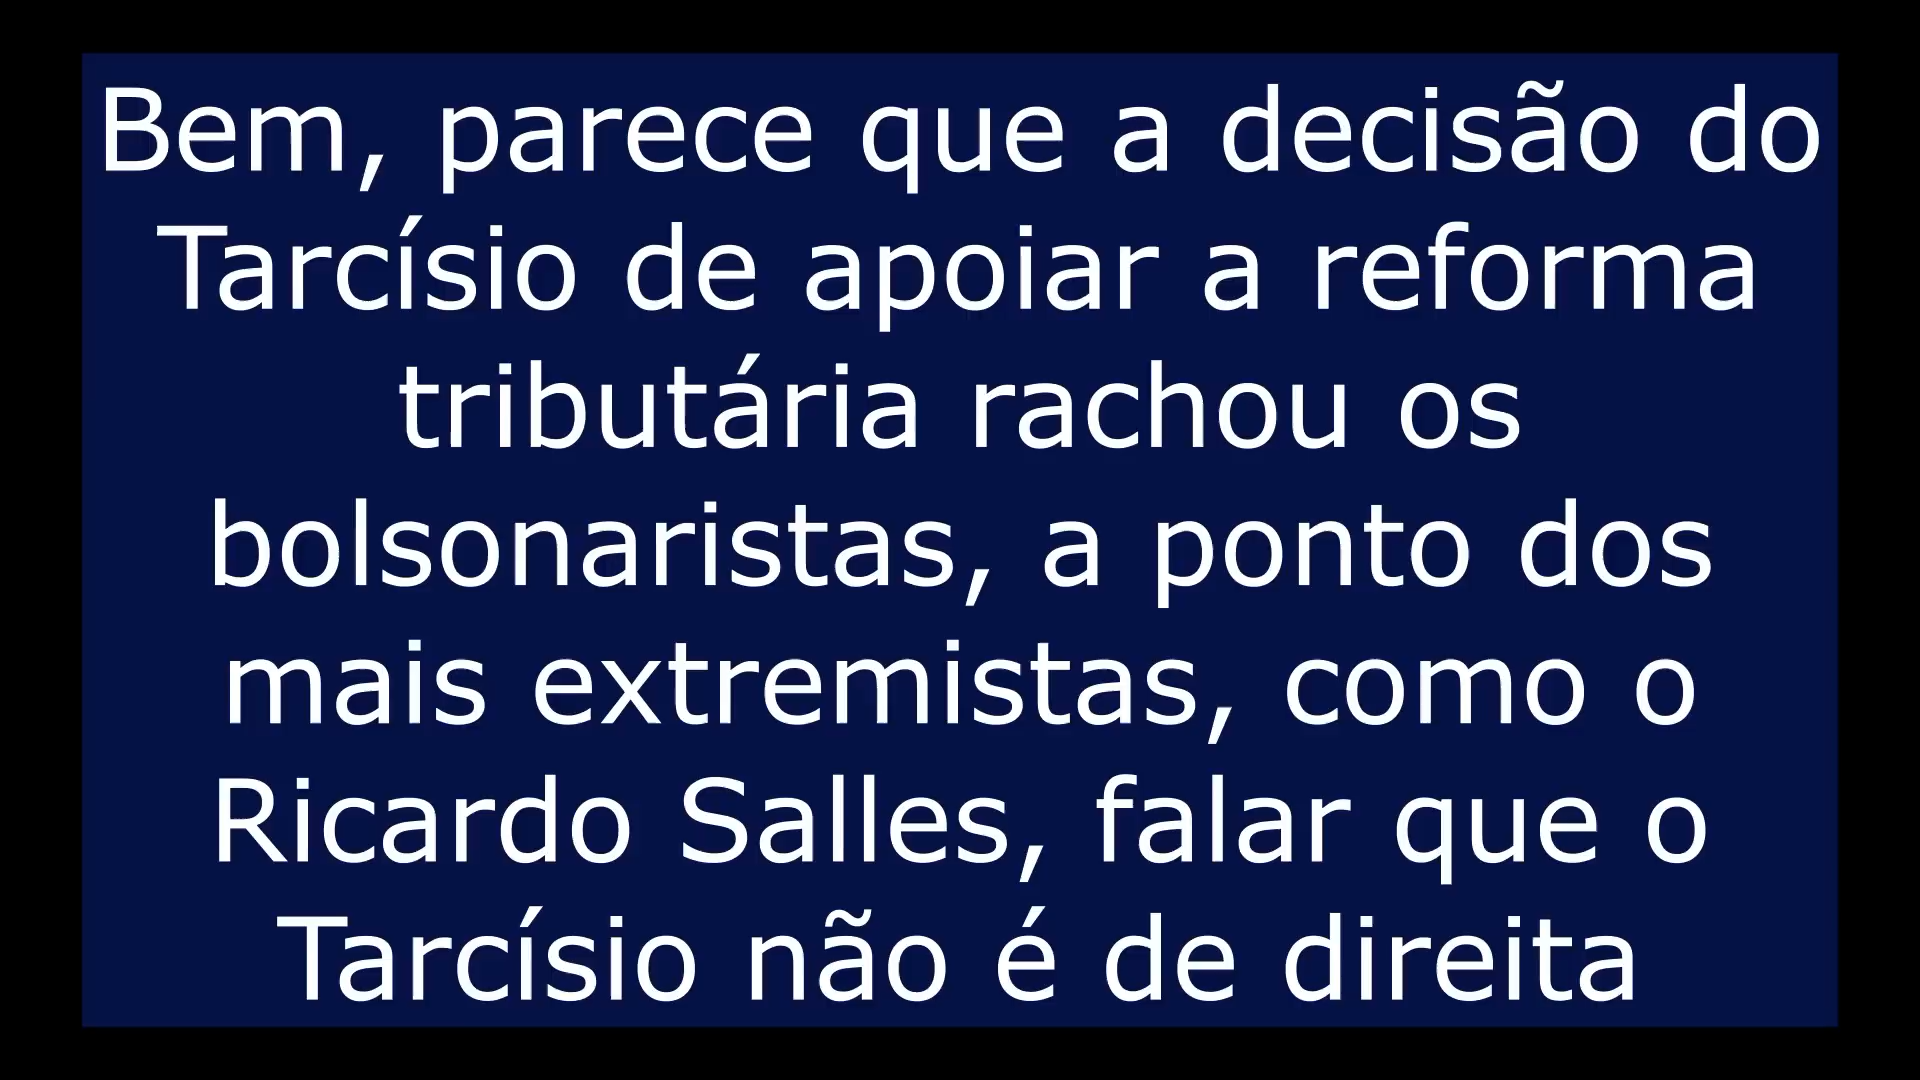 Bem, parece que a decisão do
Tarcísio de apoiar a reforma
tributária rachou os
bolsonaristas, a ponto dos
mais extremistas, como o
Ricardo Salles, falar que o
Tarcísio não é de direita